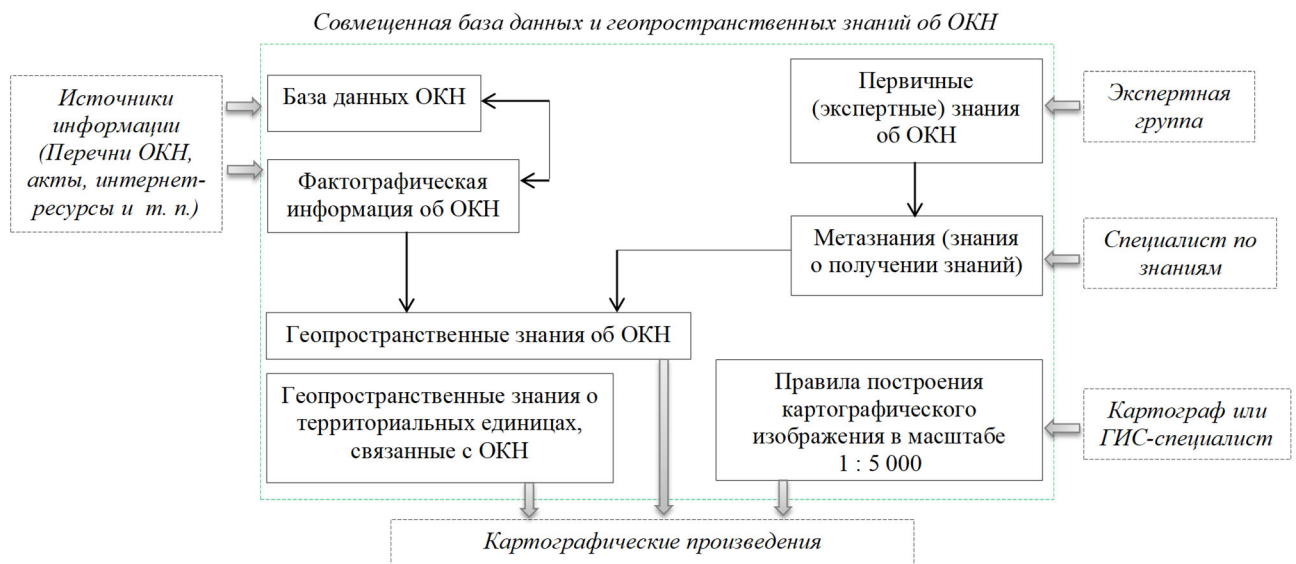 Совмещенная база данных и геопространственных знаний об ОКН
Источники
информации
(Перечни ОКН,
акты, интернет-
ресурсы и т. п.)
База данных ОКН
Фактографическая
информация об ОКН
Первичные
(экспертные) знания
об ОКН
Экспертная
группа
Метазнания (знания
о получении знаний)
Специалист по
знаниям
Геопространственные знания об ОКН
Геопространственные знания о
территориальных единицах,
связанные с ОКН
Правила построения
картографического
изображения в масштабе
1 : 5 000
Картограф или
ГИС-специалист
Картографические произведения